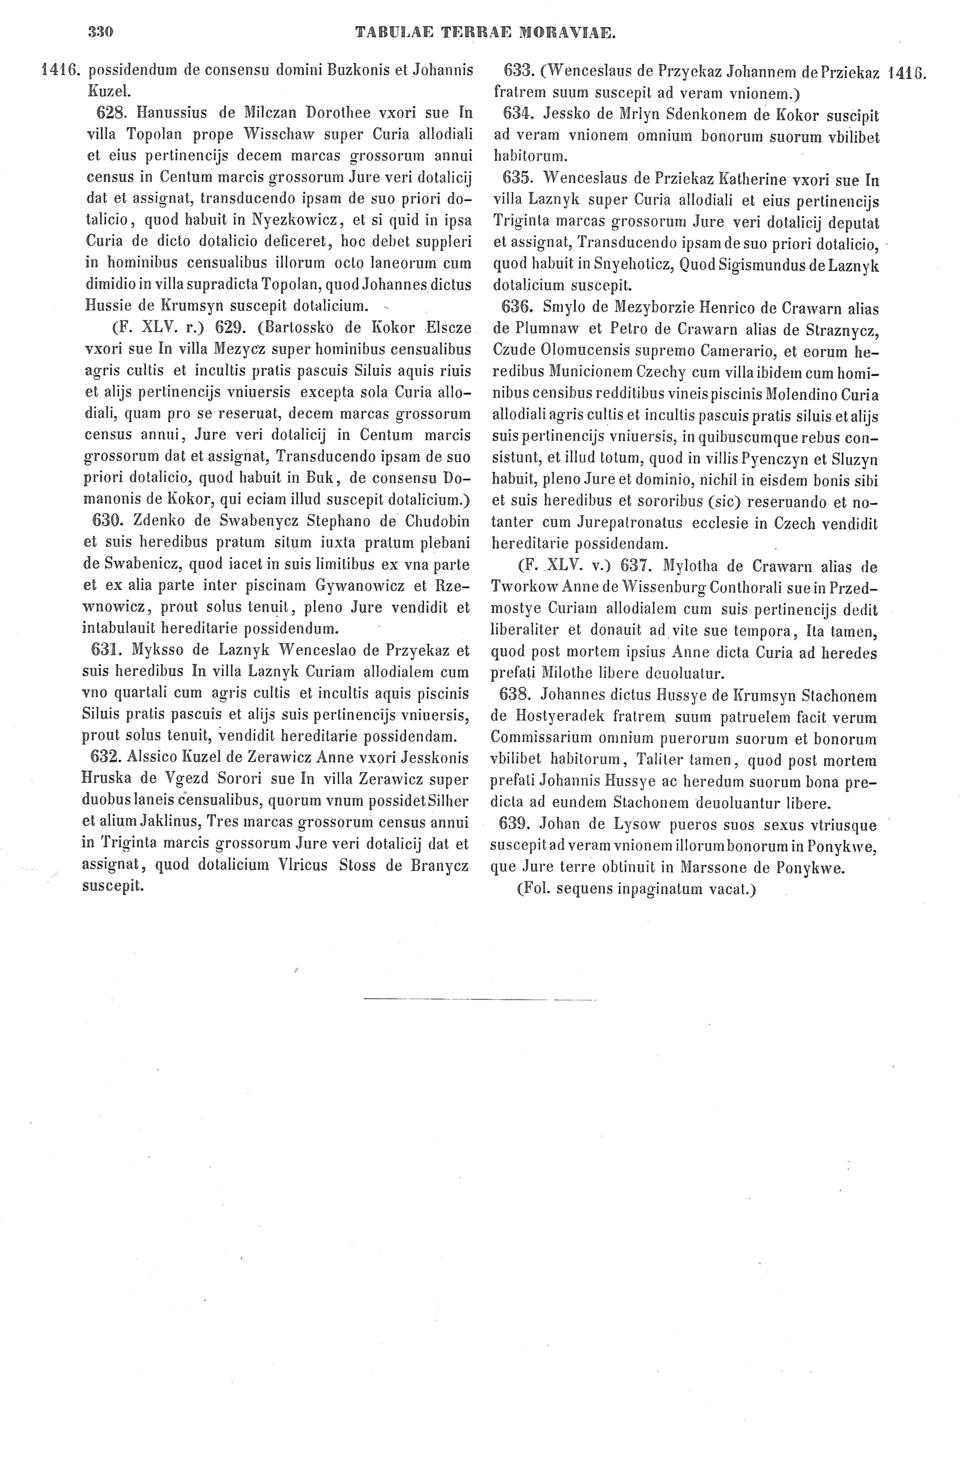 330 TABULAE TERRAE MORAVIAE.
1416. possidendum de consensu domini Buzkonis et Johannis
Kuzel.
628. Hanussius de Milczan Dorothee vxori sue In
villa Topolan prope Wisschaw super Curia allodiali
et eius pertinencijs decem marcas grossorum annui
census in Centum marcis grossorum Jure veri dotalicij
dat et assignat, transducendo ipsam de suo priori do-
talicio, quod habuit in Nyezkowicz, et si quid in ipsa
Curia de dicto dotalicio deficeret, hoc debet suppleri
in hominibus censualibus illorum octo laneorum cum
dimidio in villa supradicta Topolan, quod Johannes dictus
Hussie de Krumsyn suscepit dotalicium.
(F. XLV. r.) 629. (Bartossko de Kokor Elscze
vxori sue In villa Mezycz super hominibus censualibus
agris cultis et incultis pratis pascuis Siluis aquis riuis
et alijs pertinencijs vniuersis excepta sola Curia allo-
diali, quam pro se reseruat, decem marcas grossorum
census annui, Jure veri dotalicij in Centum marcis
grossorum dat et assignat, Transducendo ipsam de suo
priori dotalicio, quod habuit in Buk, de consensu Do-
manonis de Kokor, qui eciam illud suscepit dotalicium.)
630. Zdenko de Swabenycz Stephano de Chudobin
et suis heredibus pratum situm iuxta pratum plebani
de Swabenicz, quod iacet in suis limitibus ex vna parte
et ex alia parte inter piscinam Gywanowicz et Rze-
wnowicz, prout solus tenuit, pleno Jure vendidit et
intabulauit hereditarie possidendum.
631. Myksso de Laznyk Wenceslao de Przyekaz et
suis heredibus In villa Laznyk Curiam allodialem cum
vno quartali cum agris cultis et incultis aquis piscinis
Siluis pratis pascuis et alijs suis pertinencijs vniuersis,
prout solus tenuit, vendidit hereditarie possidendam.
632. Alssico Kuzel de Zerawicz Anne vxori Jesskonis
Hruska de Vgezd Sorori sue In villa Zerawicz super
duobus laneis censualibus, quorum vnum possidet Silher
et alium Jaklinus, Tres marcas grossorum census annui
in Triginta marcis grossorum Jure veri dotalicij dat et
assignat, quod dotalicium Vlricus Stoss de Branycz
suscepit.
633. (Wenceslaus de Przyekaz Johannem de Prziekaz 1416.
fratrem suum suscepit ad veram vnionem.)
634. Jessko de Mrlyn Sdenkonem de Kokor suscipit
ad veram vnionem omnium bonorum suorum vbilibet
habitorum.
635. Wenceslaus de Prziekaz Katherine vxori sue In
villa Laznyk super Curia allodiali et eius pertinencijs
Triginta marcas grossorum Jure veri dotalicij deputat
et assignat, Transducendo ipsam de suo priori dotalicio,
quod habuit in Snyehoticz, Quod Sigismundus de Laznyk
dotalicium suscepit.
636. Smylo de Mezyborzie Henrico de Crawarn alias
de Plumnaw et Petro de Crawarn alias de Straznycz,
Czude Olomucensis supremo Camerario, et eorum he-
redibus Municionem Czechy cum villa ibidem cum homi-
nibus censibus redditibus vineis piscinis Molendino Curia
allodiali agris cultis et incultis pascuis pratis siluis et alijs
suis pertinencijs vniuersis, in quibuscumque rebus con-
sistunt, et illud totum, quod in villis Pyenczyn et Sluzyn
habuit, pleno Jure et dominio, nichil in eisdem bonis sibi
et suis heredibus et sororibus (sic) reseruando et no-
tanter cum Jurepatronatus ecclesie in Czech vendidit
hereditarie possidendam.
(F. XLV. v.) 637. Mylotha de Crawarn alias de
Tworkow Anne de Wissenburg Conthorali sue in Przed-
mostye Curiam allodialem cum suis pertinencijs dedit
liberaliter et donauit ad vite sue tempora, Ita tamen,
quod post mortem ipsius Anne dicta Curia ad heredes
prefati Milothe libere deuoluatur.
638. Johannes dictus Hussye de Krumsyn Stachonem
de Hostyeradek fratrem suum patruelem facit verum
Commissarium omnium puerorum suorum et bonorum
vbilibet habitorum, Taliter tamen, quod post mortem
prefati Johannis Hussye ac heredum suorum bona pre-
dicta ad eundem Stachonem deuoluantur libere.
639. Johan de Lysow pueros suos sexus vtriusque
suscepit ad veram vnionem illorum bonorum in Ponykwe,
que Jure terre obtinuit in Marssone de Ponykwe.
(Fol. sequens inpaginatum vacat.)